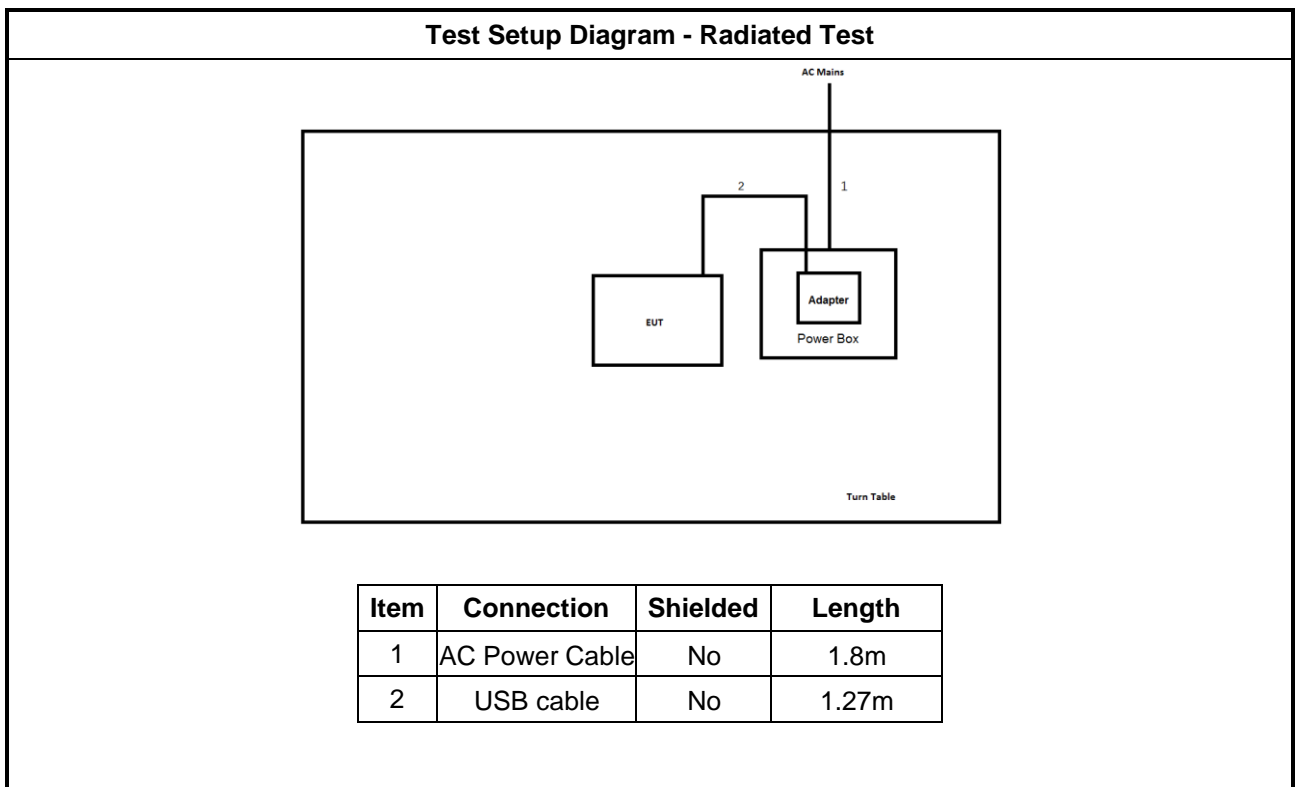 Test Setup Diagram - Radiated Test
AC Mains
2
1
Adapter
EUT
Power Box
Turn Table
Item Connection Shielded Length
1 AC Power Cable No 1.8m
2 USB cable No 1.27m